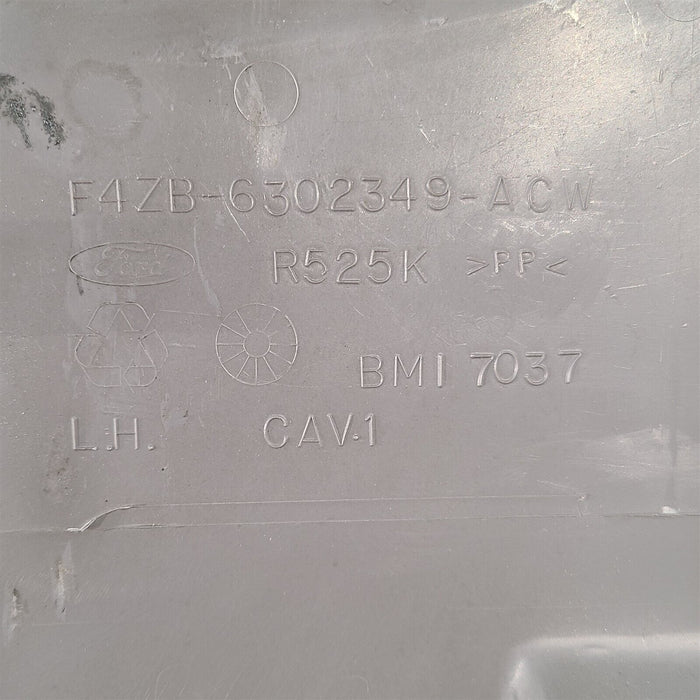 F4ZB-6302349-ACW
Ford R525K >PP<
BMI 7037
L.H. CAV.1